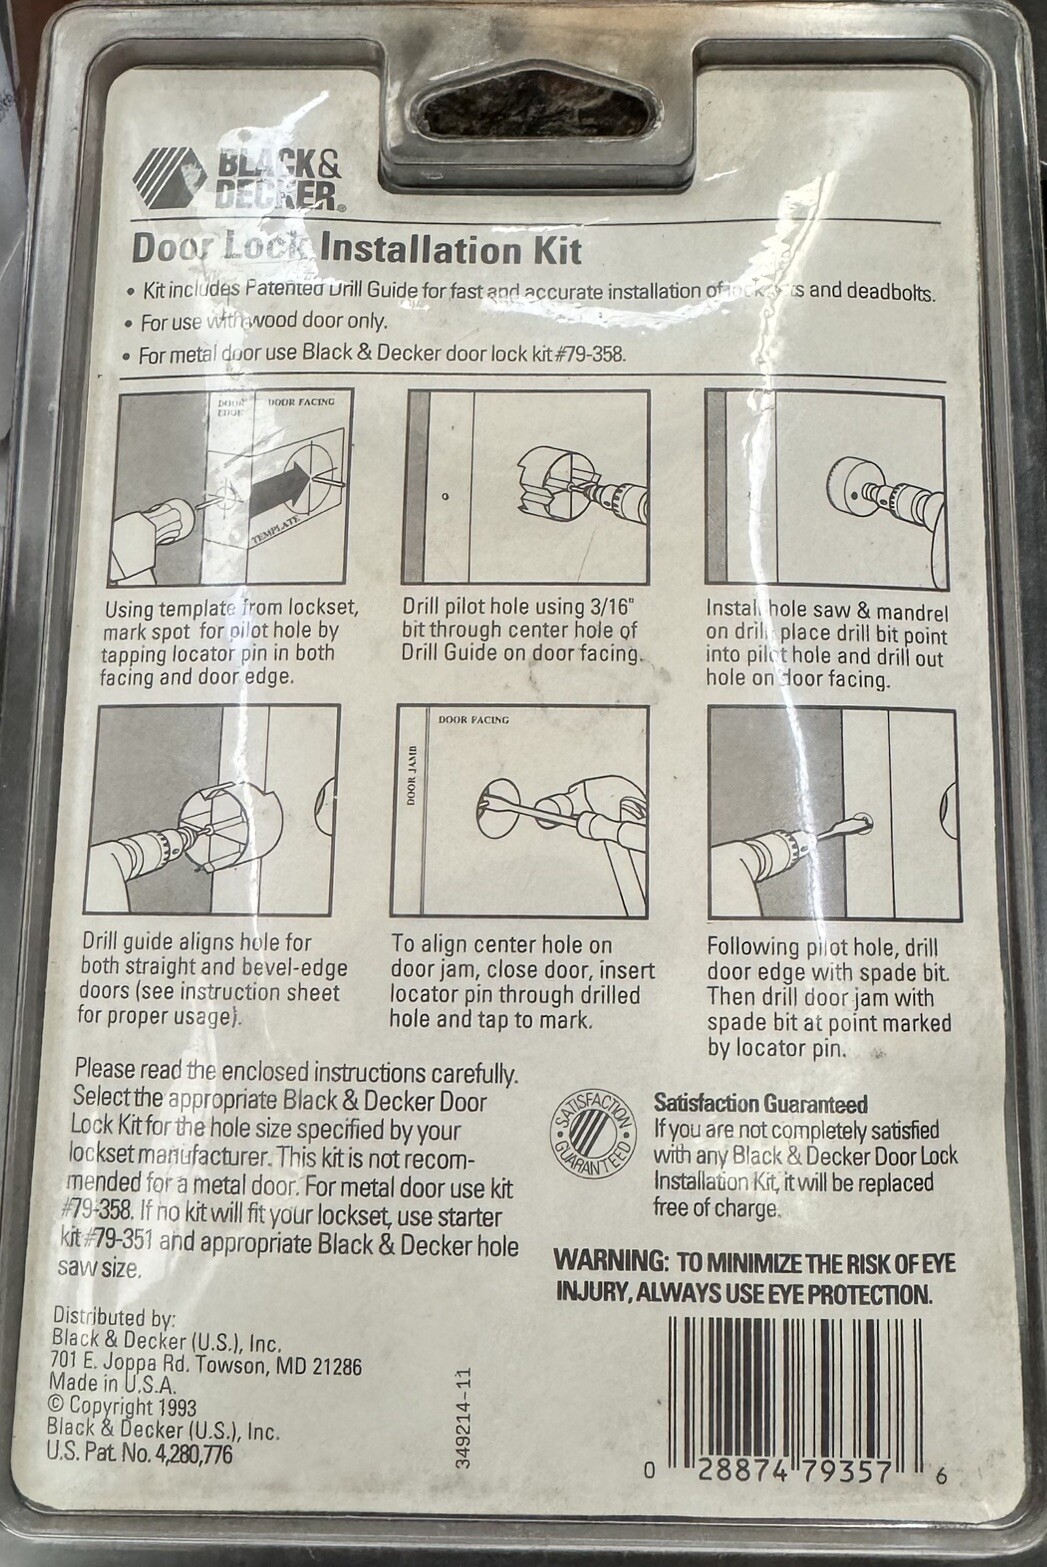 BLACK&
DECKER®
Door Lock Installation Kit
• Kit includes Patented Drill Guide for fast and accurate installation of locksets and deadbolts.
• For use with wood door only.
• For metal door use Black & Decker door lock kit #79-358.
DOOR EDGE
DOOR FACING
TEMPLATE
Using template from lockset,
mark spot for pilot hole by
tapping locator pin in both
facing and door edge.
Drill pilot hole using 3/16"
bit through center hole of
Drill Guide on door facing.
Install hole saw & mandrel
on drill, place drill bit point
into pilot hole and drill out
hole on door facing.
DOOR FACING
DOOR JAMB
Drill guide aligns hole for
both straight and bevel-edge
doors (see instruction sheet
for proper usage).
To align center hole on
door jam, close door, insert
locator pin through drilled
hole and tap to mark.
Following pilot hole, drill
door edge with spade bit.
Then drill door jam with
spade bit at point marked
by locator pin.
Please read the enclosed instructions carefully.
Select the appropriate Black & Decker Door
Lock Kit for the hole size specified by your
lockset manufacturer. This kit is not recom-
mended for a metal door. For metal door use kit
#79-358. If no kit will fit your lockset, use starter
kit #79-351 and appropriate Black & Decker hole
saw size.
SATISFACTION GUARANTEED
Satisfaction Guaranteed
If you are not completely satisfied
with any Black & Decker Door Lock
Installation Kit, it will be replaced
free of charge.
WARNING: TO MINIMIZE THE RISK OF EYE
INJURY, ALWAYS USE EYE PROTECTION.
Distributed by:
Black & Decker (U.S.), Inc.
701 E. Joppa Rd. Towson, MD 21286
Made in U.S.A.
© Copyright 1993
Black & Decker (U.S.), Inc.
U.S. Pat. No. 4,280,776
349214-11
0 28874 79357 6